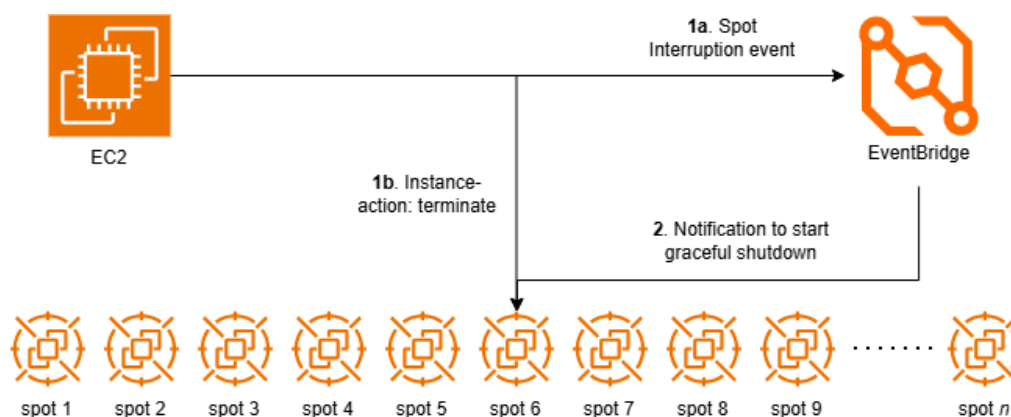 1a. Spot
Interruption event
EC2
EventBridge
1b. Instance-
action: terminate
2. Notification to start
graceful shutdown
spot 1
spot 2
spot 3
spot 4
spot 5
spot 6
spot 7
spot 8
spot 9
spot n